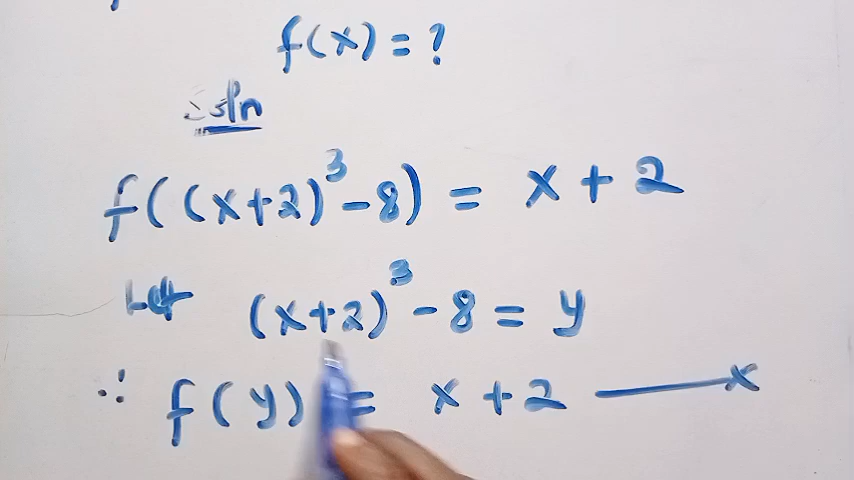 f(x) = ?
Soln
f((x+2)³-8) = x+2
Let (x+2)³-8 = y
∴ f(y) = x+2 —— x